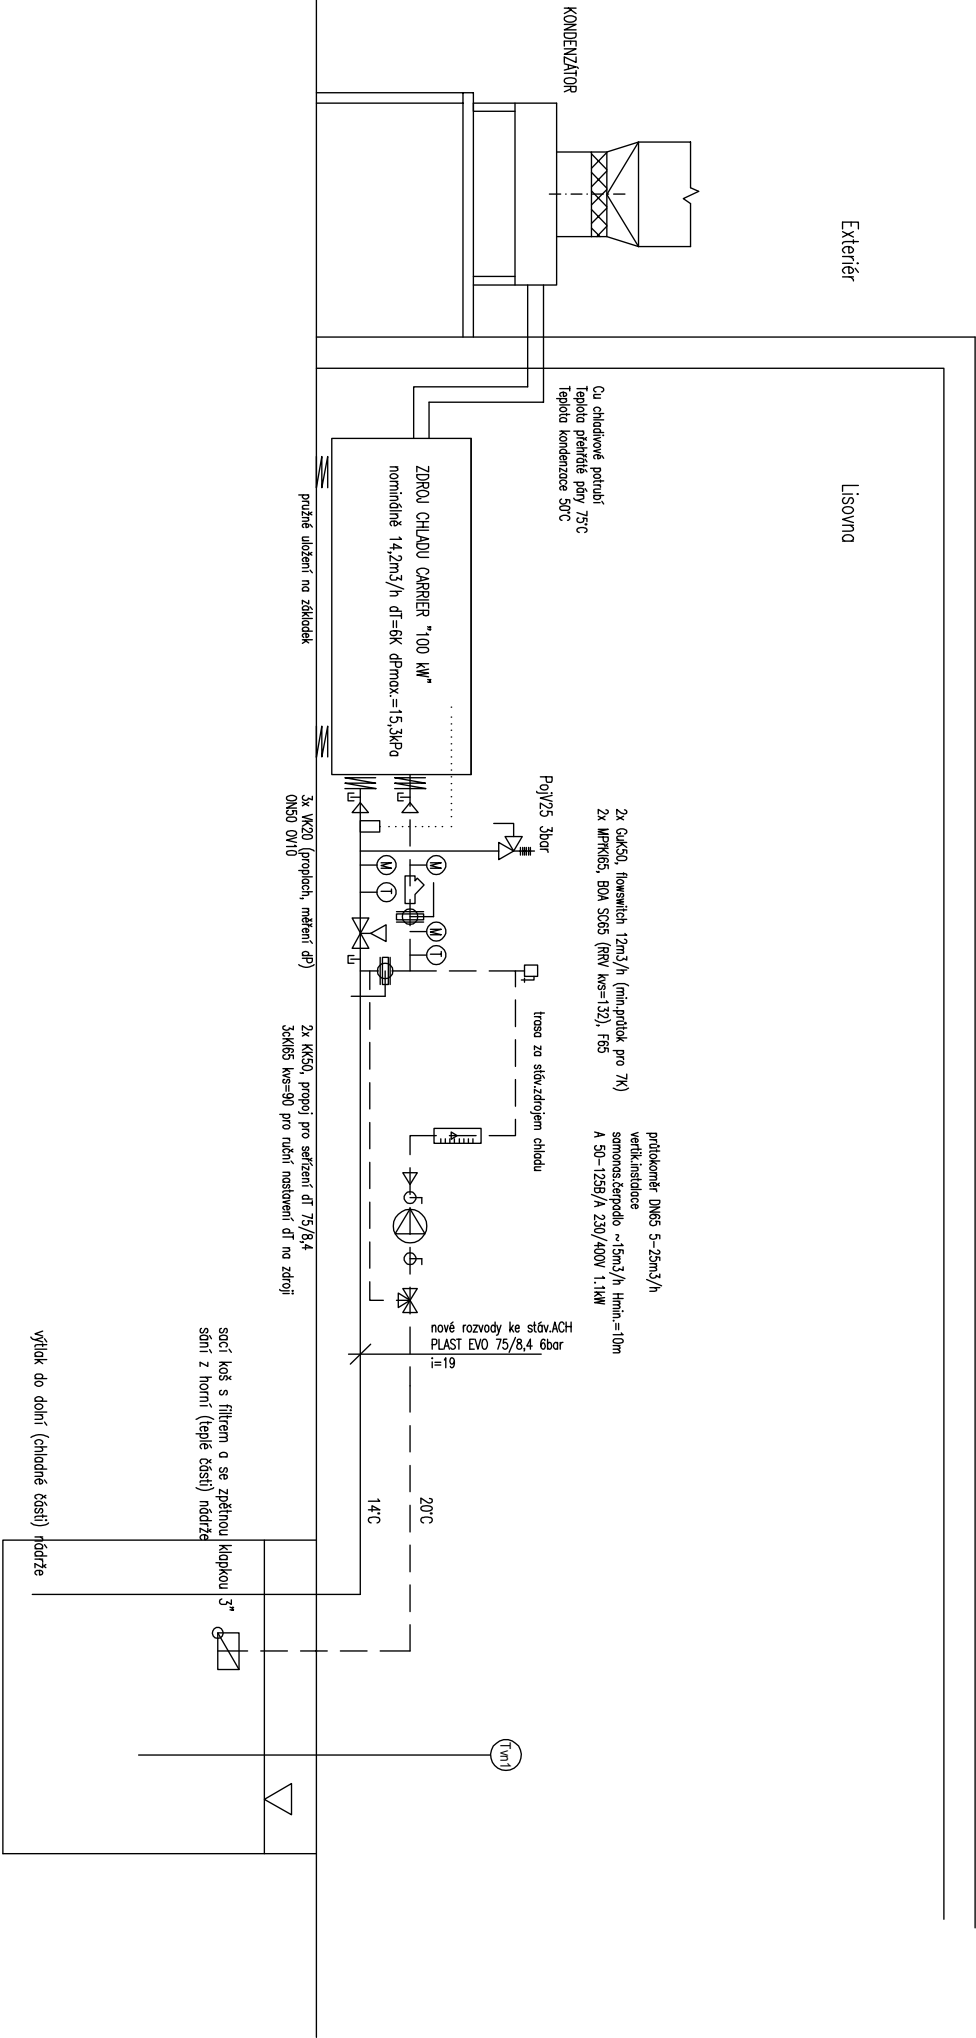 Exteriér
Lisovna
KONDENZÁTOR
Cu chladivové potrubí
Teplota přehřáté páry 75°C
Teplota kondenzace 50°C
ZDROJ CHLADU CARRIER "100 kW"
nominálně 14,2m3/h dT=6K dPmax.=15,3kPa
pružné uložení na základek
2x GuK50, flowswitch 12m3/h (min.průtok pro 7K)
2x MPYKl65, BOA SC65 (RRV kvs=132), F65
PojV25 3bar
průtokoměr DN65 5-25m3/h
vertik.instalace
samonas.čerpadlo ~15m3/h Hmin.=10m
A 50-125B/A 230/400V 1.1kW
trasa za stáv.zdrojem chladu
M
M
T
M
T
3x VK20 (proplach, měření dP)
ON50 OV10
2x KK50, propoj pro seřízení dT 75/8,4
3cKl65 kvs=90 pro ruční nastavení dT na zdroji
nové rozvody ke stáv.ACH
PLAST EVO 75/8,4 6bar
i=19
20°C
14°C
Tvn1
sací koš s filtrem a se zpětnou klapkou 3"
sání z horní (teplé části) nádrže
výtlak do dolní (chladné části) nádrže